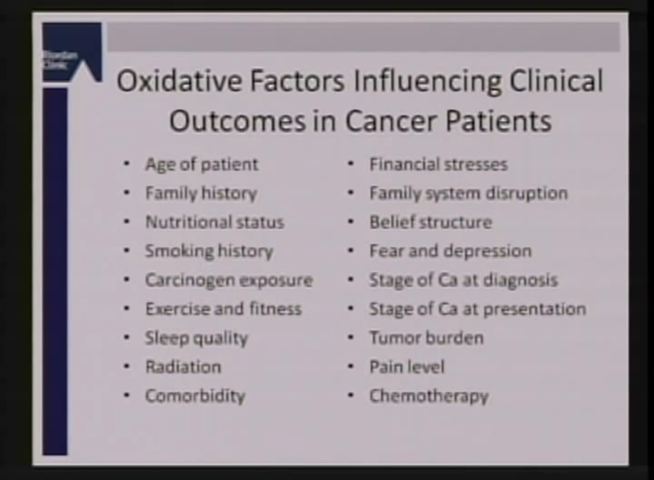 Riordan
Clinic
Oxidative Factors Influencing Clinical
Outcomes in Cancer Patients
• Age of patient
• Family history
• Nutritional status
• Smoking history
• Carcinogen exposure
• Exercise and fitness
• Sleep quality
• Radiation
• Comorbidity
• Financial stresses
• Family system disruption
• Belief structure
• Fear and depression
• Stage of Ca at diagnosis
• Stage of Ca at presentation
• Tumor burden
• Pain level
• Chemotherapy